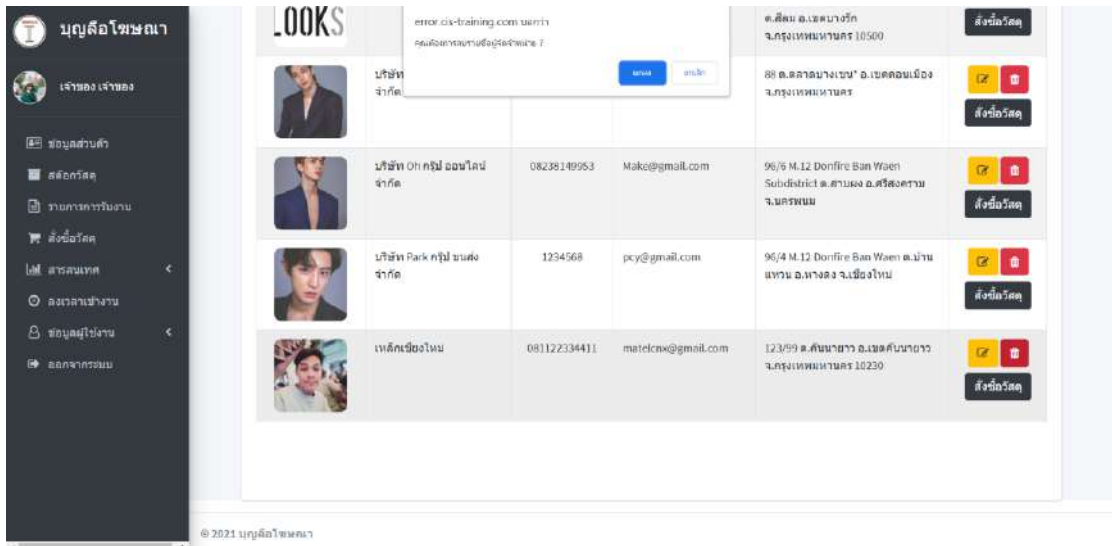 บุญลือโฆษณา
เจ้าของ เจ้าของ
ข้อมูลส่วนตัว
สต๊อกวัสดุ
รายการการรับงาน
สั่งซื้อวัสดุ
สารสนเทศ
ลงเวลาเข้างาน
ข้อมูลผู้ใช้งาน
ออกจากระบบ
LOOKS
error.cis-training.com บอกว่า
คุณต้องการลบรายชื่อผู้จัดจำหน่าย ?
ตกลง
ยกเลิก
ต.สีลม อ.เขตบางรัก
จ.กรุงเทพมหานคร 10500
สั่งซื้อวัสดุ
บริษัท
จำกัด
88 ต.ตลาดบางเขน* อ.เขตดอนเมือง
จ.กรุงเทพมหานคร
สั่งซื้อวัสดุ
บริษัท Oh กรุ๊ป ออนไลน์
จำกัด
08238149953
Make@gmail.com
96/6 M.12 Donfire Ban Waen
Subdistrict ต.สามผง อ.ศรีสงคราม
จ.นครพนม
สั่งซื้อวัสดุ
บริษัท Park กรุ๊ป ขนส่ง
จำกัด
1234568
pcy@gmail.com
96/4 M.12 Donfire Ban Waen ต.บ้าน
แหวน อ.หางดง จ.เชียงใหม่
สั่งซื้อวัสดุ
เหล็กเชียงใหม่
081122334411
matelcnx@gmail.com
123/99 ต.คันนายาว อ.เขตคันนายาว
จ.กรุงเทพมหานคร 10230
สั่งซื้อวัสดุ
© 2021 บุญลือโฆษณา